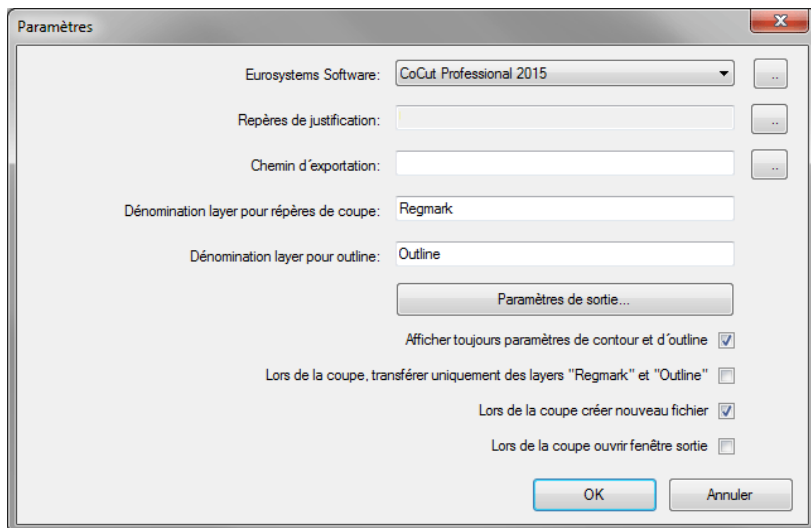 Paramètres
Eurosystems Software: CoCut Professional 2015 ..
Repères de justification: ..
Chemin d´exportation: ..
Dénomination layer pour répères de coupe: Regmark
Dénomination layer pour outline: Outline
Paramètres de sortie...
Afficher toujours paramètres de contour et d´outline
Lors de la coupe, transférer uniquement des layers "Regmark" et "Outline"
Lors de la coupe créer nouveau fichier
Lors de la coupe ouvrir fenêtre sortie
OK Annuler